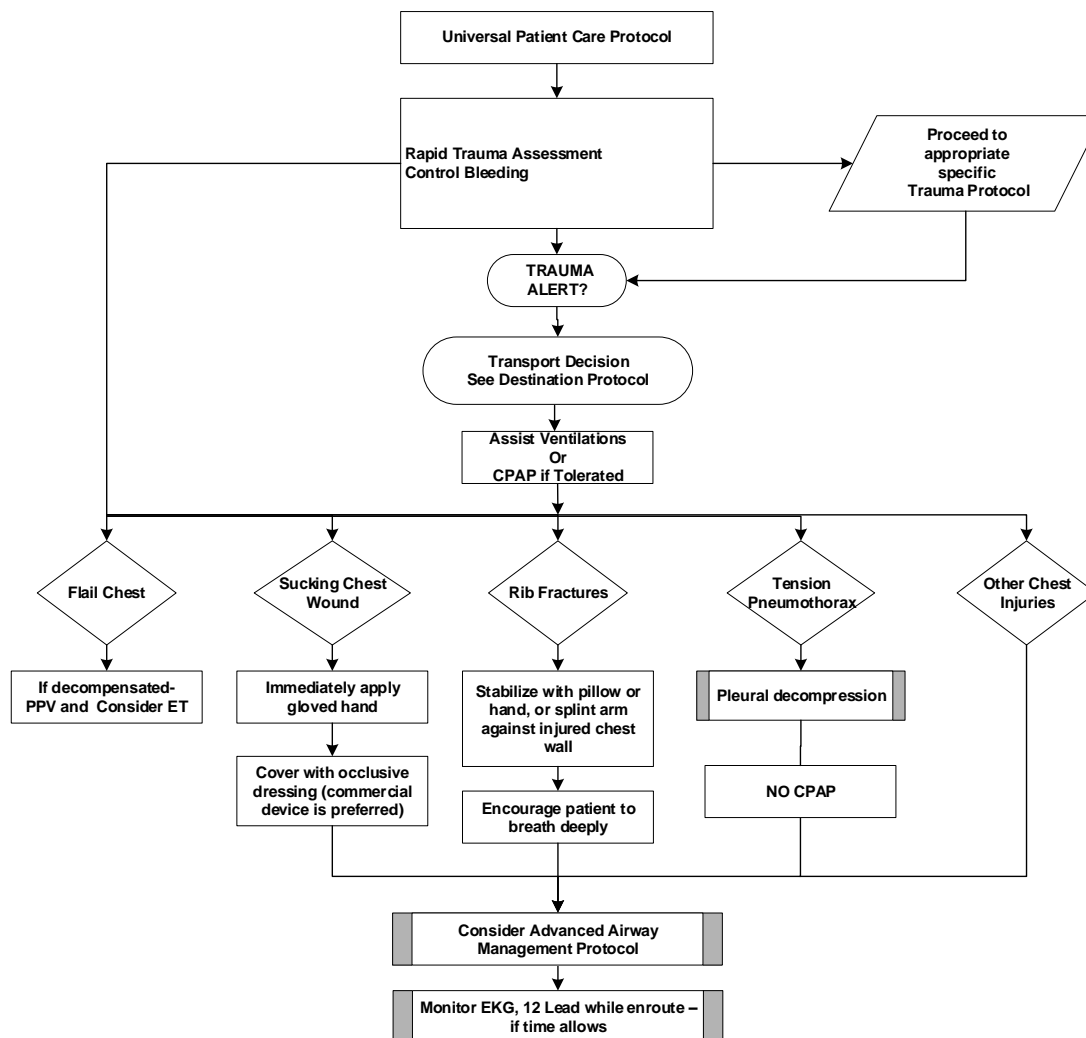 Universal Patient Care Protocol
Rapid Trauma Assessment
Control Bleeding
Proceed to
appropriate
specific
Trauma Protocol
TRAUMA
ALERT?
Transport Decision
See Destination Protocol
Assist Ventilations
Or
CPAP if Tolerated
Flail Chest
Sucking Chest
Wound
Rib Fractures
Tension
Pneumothorax
Other Chest
Injuries
If decompensated-
PPV and Consider ET
Immediately apply
gloved hand
Stabilize with pillow or
hand, or splint arm
against injured chest
wall
Pleural decompression
Cover with occlusive
dressing (commercial
device is preferred)
Encourage patient to
breath deeply
NO CPAP
Consider Advanced Airway
Management Protocol
Monitor EKG, 12 Lead while enroute –
if time allows